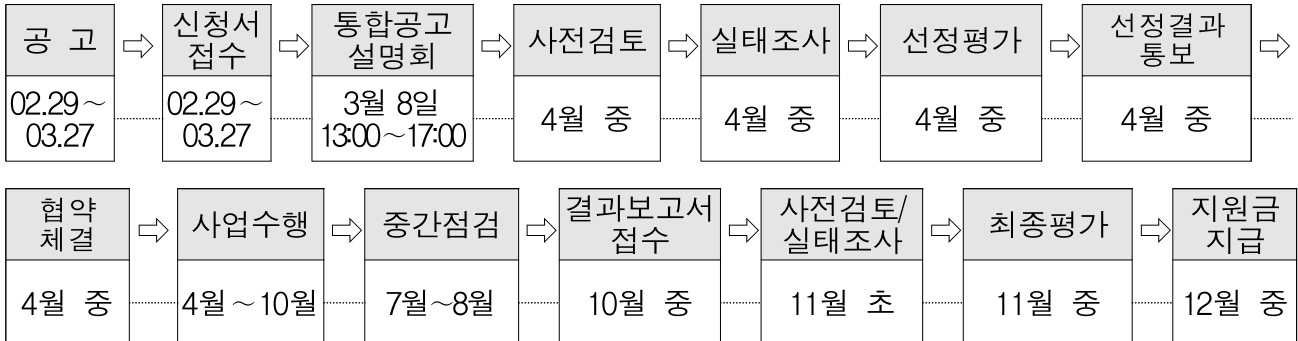 공 고 ⇨ 신청서 접수 ⇨ 통합공고 설명회 ⇨ 사전검토 ⇨ 실태조사 ⇨ 선정평가 ⇨ 선정결과 통보 ⇨
02.29~03.27 02.29~03.27 3월 8일 13:00~17:00 4월 중 4월 중 4월 중 4월 중
협약 체결 ⇨ 사업수행 ⇨ 중간점검 ⇨ 결과보고서 접수 ⇨ 사전검토/실태조사 ⇨ 최종평가 ⇨ 지원금 지급
4월 중 4월~10월 7월~8월 10월 중 11월 초 11월 중 12월 중